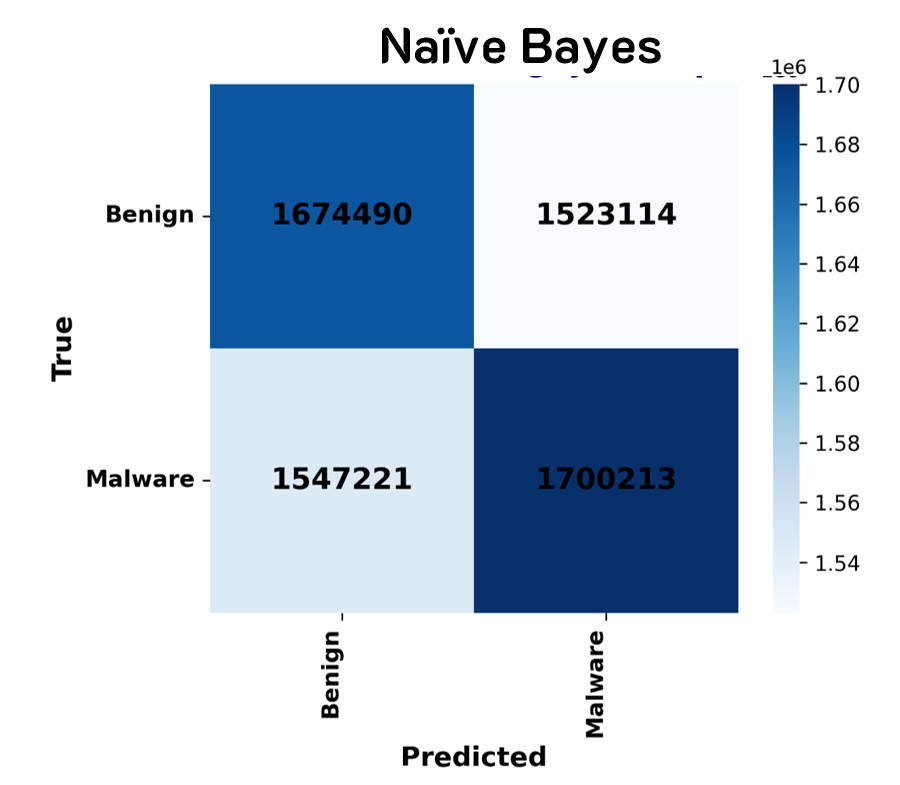 Naïve Bayes
1e6
1.70
1.68
1.66
1.64
1.62
1.60
1.58
1.56
1.54
True
Benign
1674490
1523114
Malware
1547221
1700213
Benign
Malware
Predicted